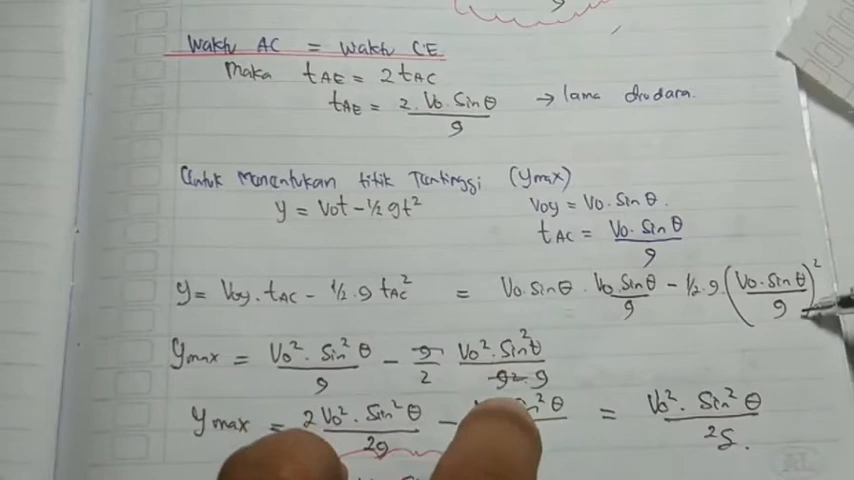 Waktu AC = Waktu CE
Maka tAE = 2 tAC
tAE = 2. Vo. Sin θ / g → lama diudara.
Untuk Menentukan titik Tertinggi (Ymax)
y = Vot - 1/2 gt² Voy = Vo. Sin θ.
tAC = Vo. Sin θ / g
y = Voy. tAC - 1/2. g tAC² = Vo. Sin θ . Vo. Sin θ / g - 1/2. g. (Vo. Sin θ / g)²
Ymax = Vo². Sin² θ / g - g / 2 Vo². Sin² θ / g². g
Ymax = 2 Vo². Sin² θ / 2g - in² θ = Vo². Sin² θ / 2g.